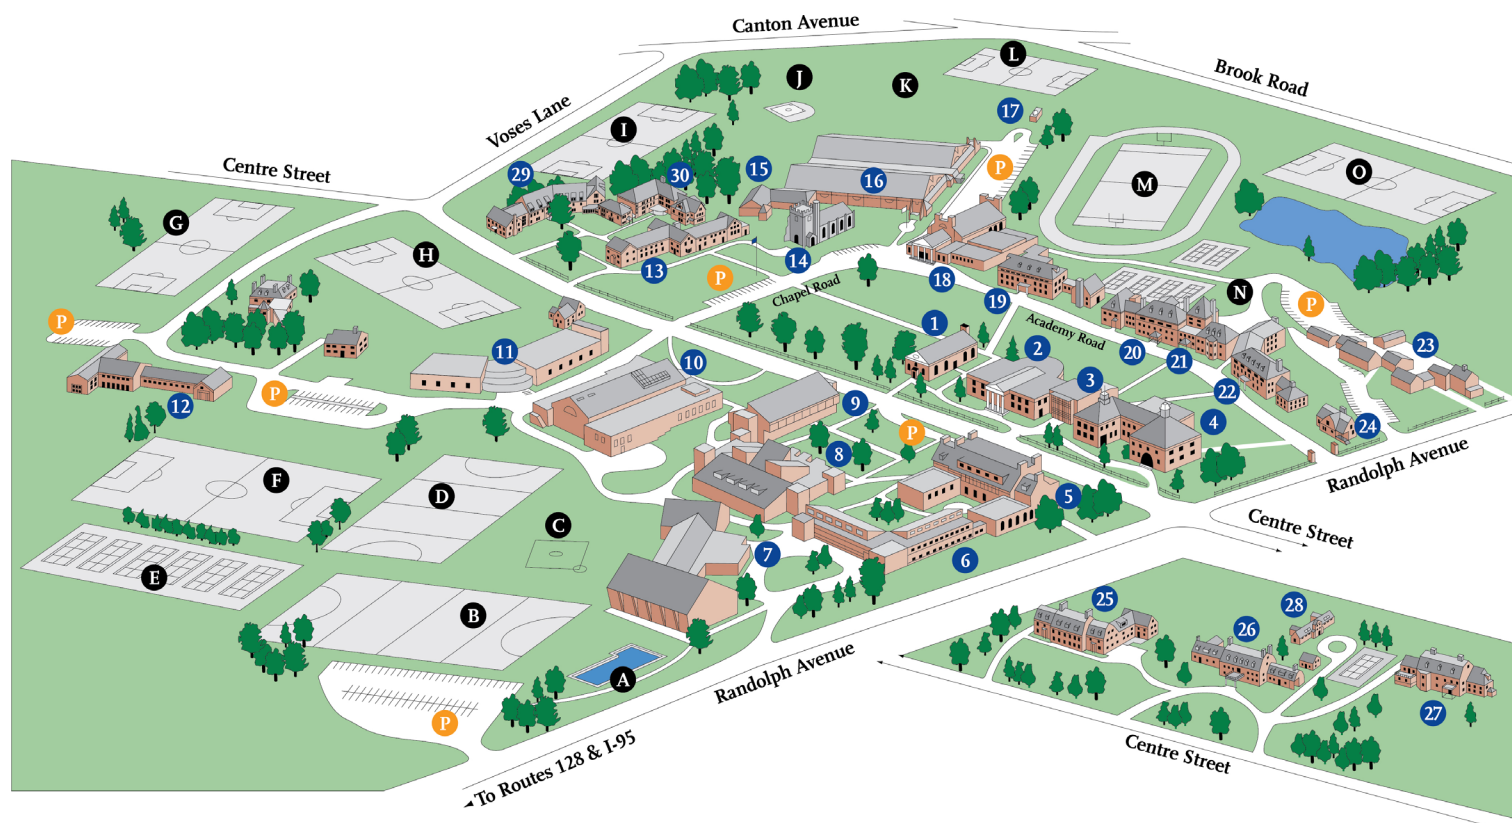 Canton Avenue
L
Brook Road
J
K
Voses Lane
17
I
Centre Street
P
15
29
30
16
M
O
G
H
13
14
P
18
N
P
19
Chapel Road
P
1
Academy Road
2
20
21
23
11
10
3
22
P
12
9
4
24
P
8
Randolph Avenue
F
D
5
Centre Street
C
7
6
E
25
28
B
26
Randolph Avenue
A
27
P
Centre Street
To Routes 128 & I-95